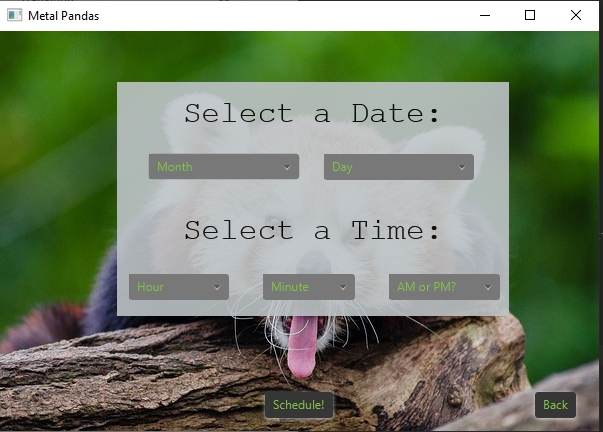 Metal Pandas
Select a Date:
Month Day
Select a Time:
Hour Minute AM or PM?
Schedule! Back